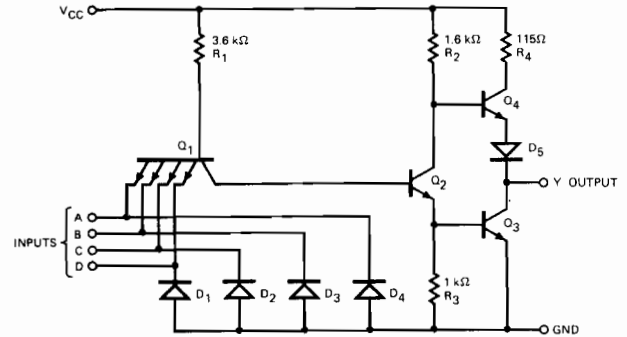 VCC
3.6 kΩ
R1
1.6 kΩ
R2
115Ω
R4
Q4
Q1
D5
Q2
Y OUTPUT
A
B
C
D
INPUTS
Q3
D1
D2
D3
D4
1 kΩ
R3
GND